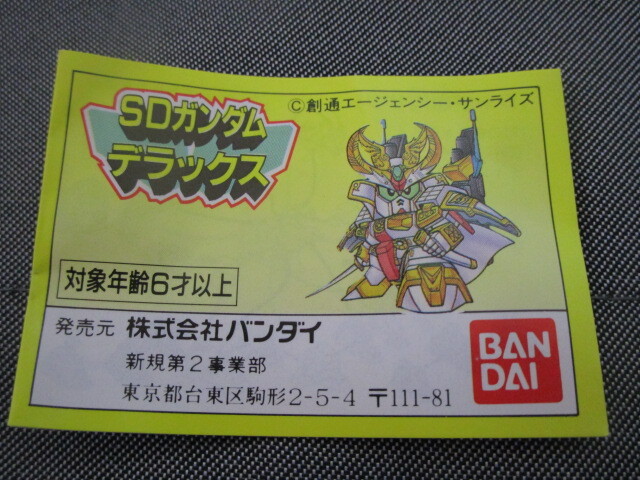 SDガンダム
デラックス
©創通エージェンシー・サンライズ
対象年齢6才以上
発売元 株式会社バンダイ
新規第2事業部
東京都台東区駒形2-5-4 〒111-81
BAN
DAI